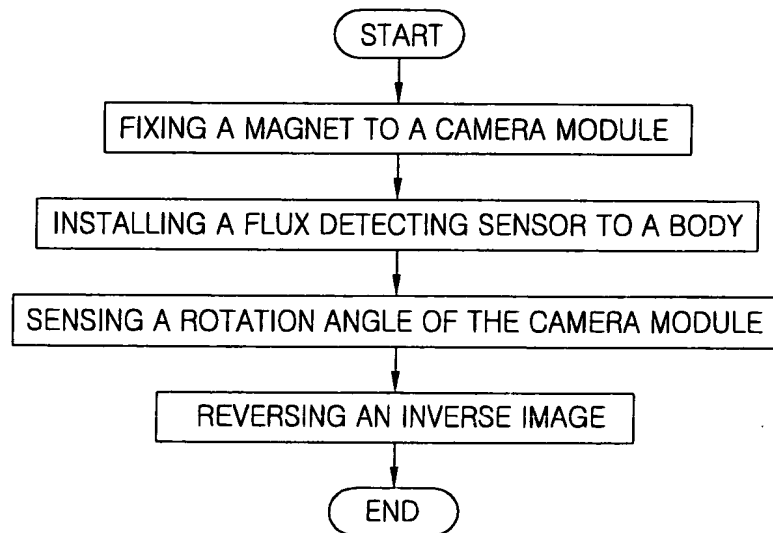 START
FIXING A MAGNET TO A CAMERA MODULE
INSTALLING A FLUX DETECTING SENSOR TO A BODY
SENSING A ROTATION ANGLE OF THE CAMERA MODULE
REVERSING AN INVERSE IMAGE
END